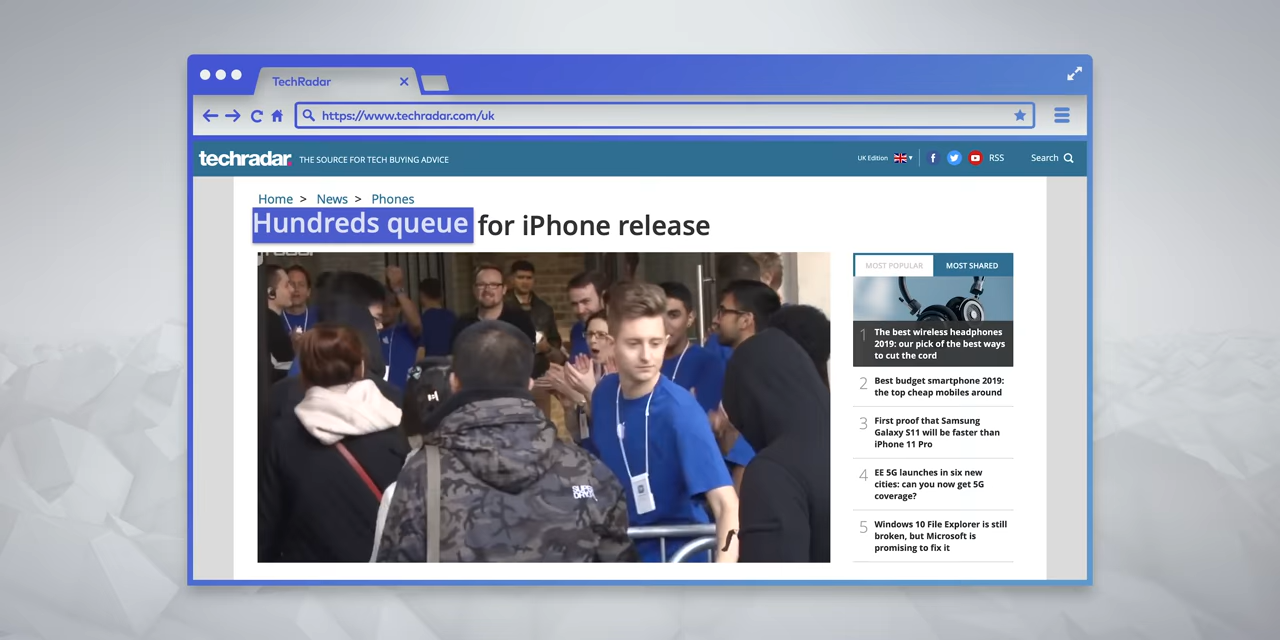 TechRadar
https://www.techradar.com/uk
techradar.
THE SOURCE FOR TECH BUYING ADVICE
UK Edition
RSS
Search
Home > News > Phones
Hundreds queue for iPhone release
MOST POPULAR
MOST SHARED
1 The best wireless headphones
2019: our pick of the best ways
to cut the cord
2 Best budget smartphone 2019:
the top cheap mobiles around
3 First proof that Samsung
Galaxy S11 will be faster than
iPhone 11 Pro
4 EE 5G launches in six new
cities: can you now get 5G
coverage?
5 Windows 10 File Explorer is still
broken, but Microsoft is
promising to fix it